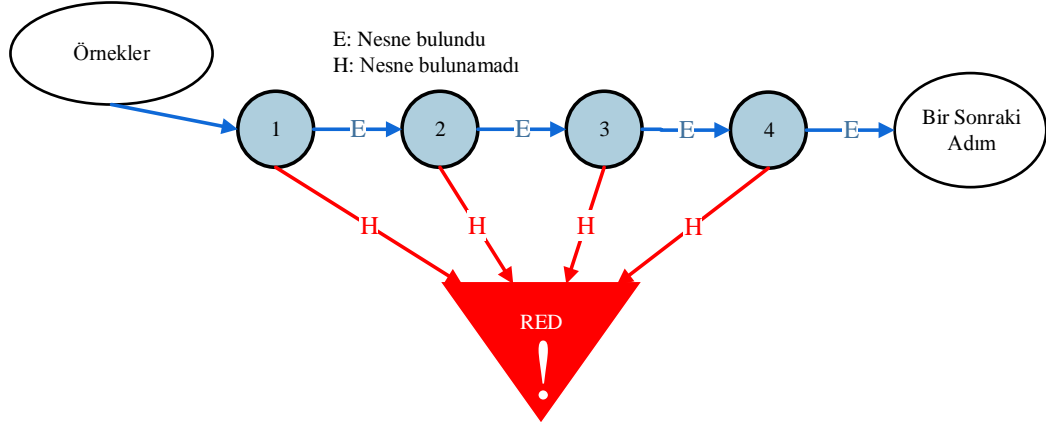 Örnekler
E: Nesne bulundu
H: Nesne bulunamadı
1
E
2
E
3
E
4
E
Bir Sonraki
Adım
H
H
H
H
RED
!